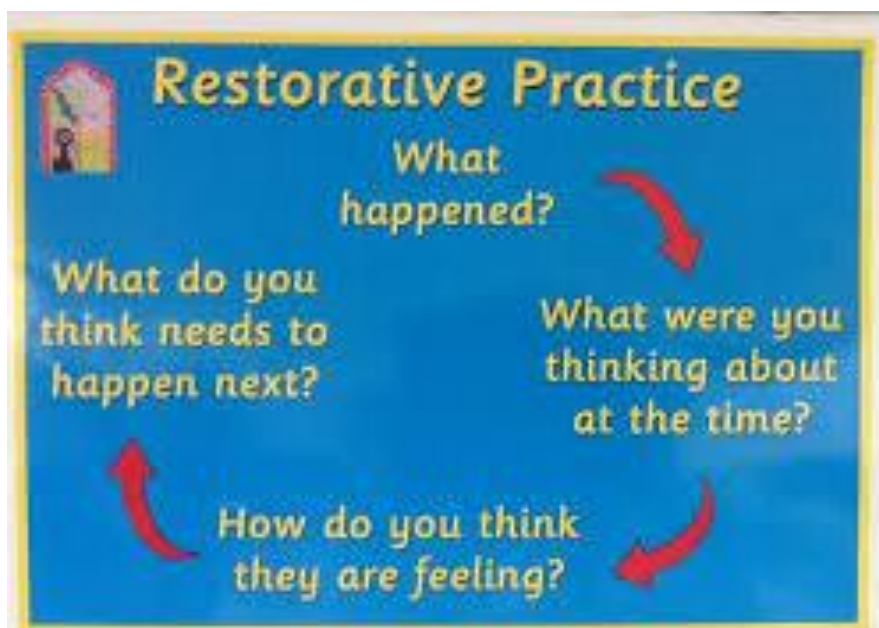 Restorative Practice
What
happened?
What were you
thinking about
at the time?
How do you think
they are feeling?
What do you
think needs to
happen next?